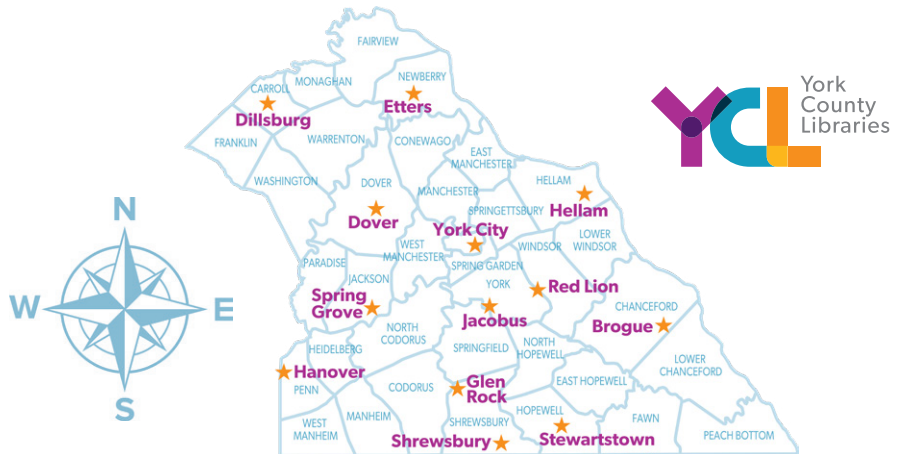 FAIRVIEW
CARROLL
MONAGHAN
NEWBERRY
Dillsburg
Etters
York
County
Libraries
YCL
FRANKLIN
WARRENTON
CONEWAGO
EAST
MANCHESTER
WASHINGTON
DOVER
MANCHESTER
HELLAM
Dover
SPRINGETTSBURY
Hellam
N
York City
WEST
MANCHESTER
WINDSOR
LOWER
WINDSOR
PARADISE
JACKSON
SPRING GARDEN
YORK
Red Lion
Spring
Grove
Jacobus
CHANCEFORD
Brogue
W
E
NORTH
CODORUS
HEIDELBERG
SPRINGFIELD
NORTH
HOPEWELL
LOWER
CHANCEFORD
Hanover
PENN
CODORUS
Glen
Rock
EAST HOPEWELL
S
WEST
MANHEIM
MANHEIM
SHREWSBURY
HOPEWELL
FAWN
PEACH BOTTOM
Shrewsbury
Stewartstown